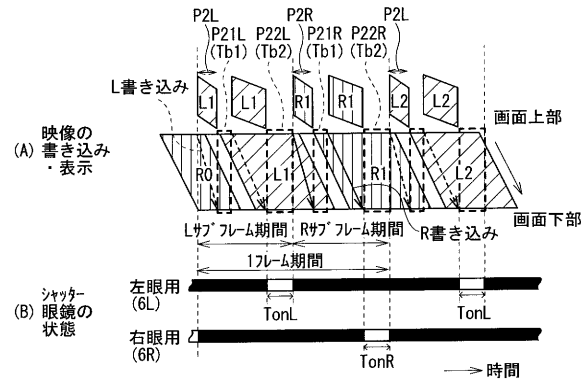 P2L P2R P2L
P21L P22L P21R P22R
(Tb1) (Tb2) (Tb1) (Tb2)
L書き込み
L1 L1 R1 R1 L2 L2
画面上部
(A) 映像の
書き込み
・表示
R0 L1 R1 L2
画面下部
Lサブフレーム期間 Rサブフレーム期間 R書き込み
1フレーム期間
(B) シャッター
眼鏡の
状態
左眼用
(6L)
TonL TonL
右眼用
(6R)
TonR
時間